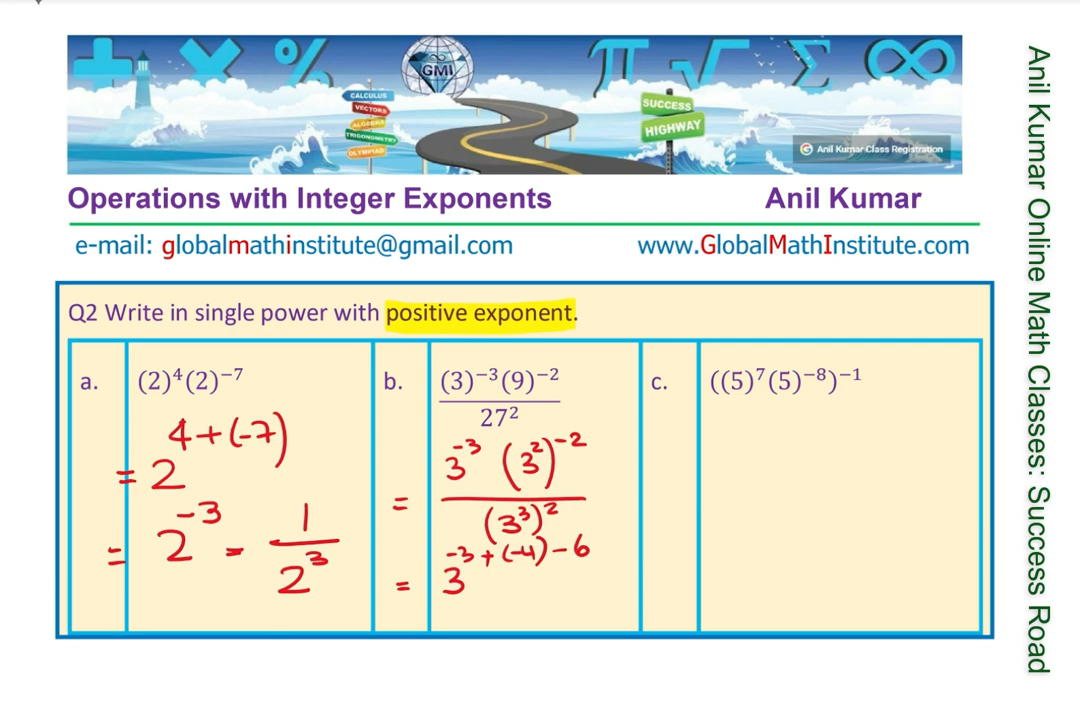 GMI
CALCULUS
VECTORS
ALGEBRA
TRIGONOMETRY
OLYMPIAD
SUCCESS
HIGHWAY
Anil Kumar Class Registration
Operations with Integer Exponents Anil Kumar
e-mail: globalmathinstitute@gmail.com www.GlobalMathInstitute.com
Q2 Write in single power with positive exponent.
a. (2)⁴(2)⁻⁷
= 2⁴⁺⁽⁻⁷⁾
= 2⁻³ = 1/2³
b. (3)⁻³(9)⁻²/27²
= 3⁻³ (3²)⁻²/(3³)²
= 3⁻³⁺⁽⁻⁴⁾⁻⁶
c. ((5)⁷(5)⁻⁸)⁻¹
Anil Kumar Online Math Classes: Success Road